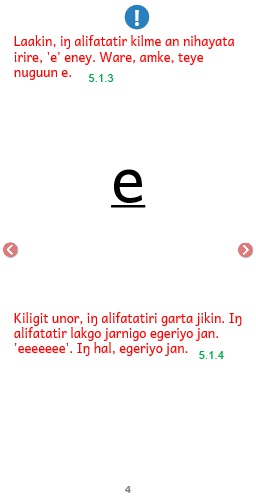 !
Laakin, iŋ alifatatir kilme an nihayata
irire, 'e' eney. Ware, amke, teye
nuguun e. 5.1.3
e
Kiligit unor, iŋ alifatatiri garta jikin. Iŋ
alifatatir lakgo jarnigo egeriyo jan.
'eeeeeee'. Iŋ hal, egeriyo jan. 5.1.4
4